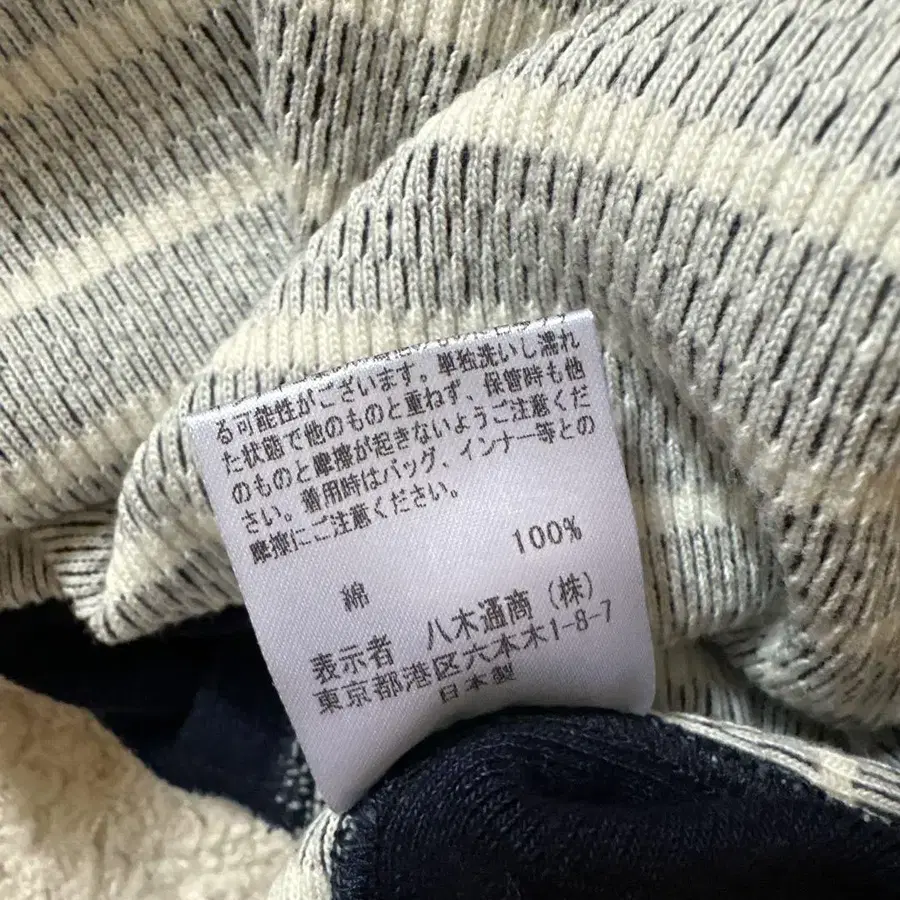 る可能性がございます。単独洗いし濡れ
た状態で他のものと重ねず、保管時も他
のものと摩擦が起きないようご注意くだ
さい。着用時はバッグ、インナー等との
摩擦にご注意ください。
綿 100%
表示者 八木通商(株)
東京都港区六本木1-8-7
日本製